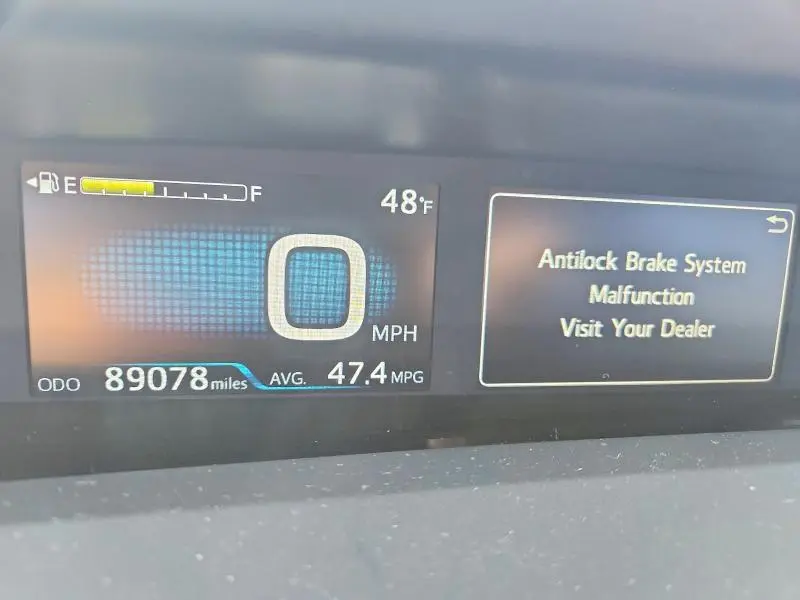 E F
48°F
0 MPH
ODO 89078 miles AVG. 47.4 MPG
Antilock Brake System
Malfunction
Visit Your Dealer